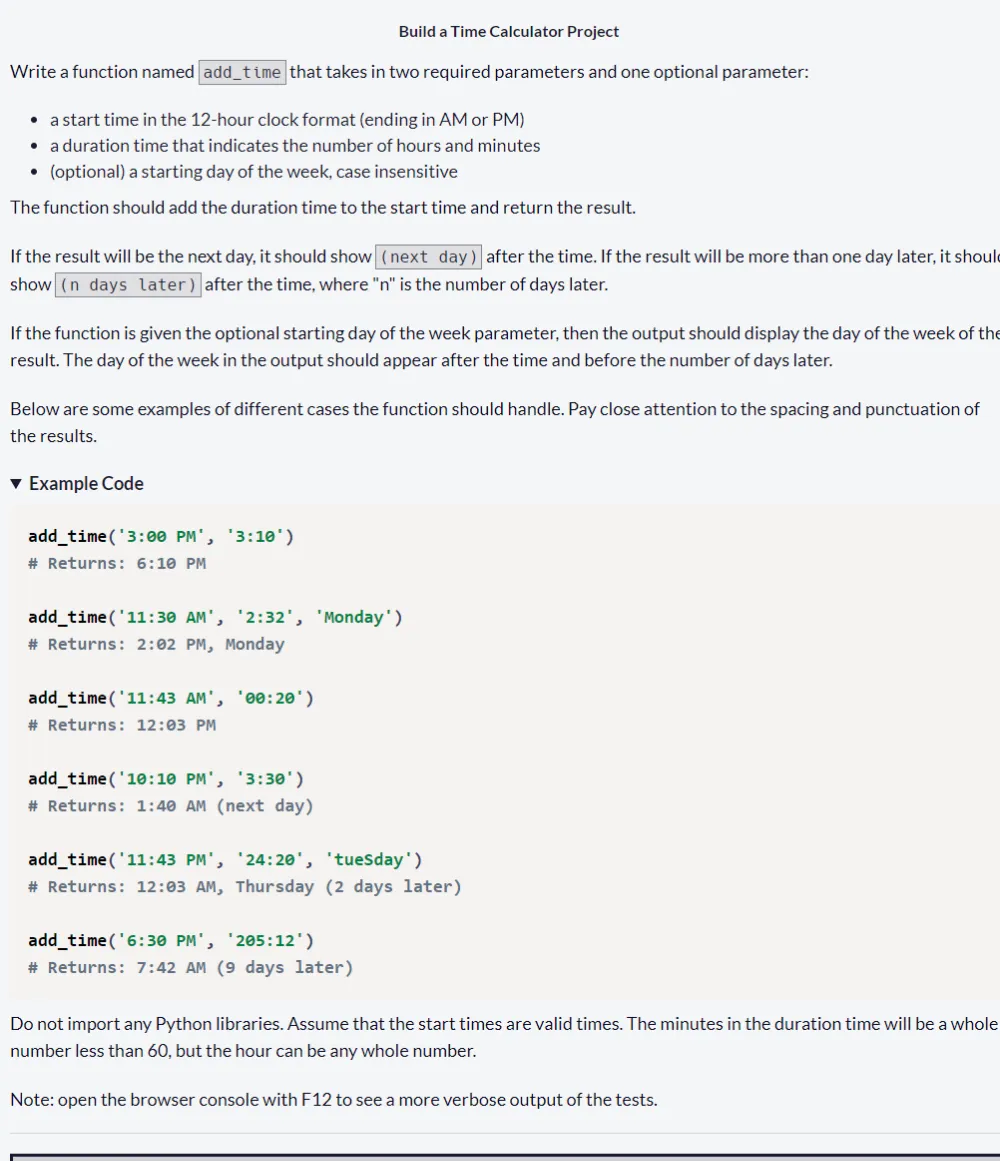 Build a Time Calculator Project
Write a function named add_time that takes in two required parameters and one optional parameter:
• a start time in the 12-hour clock format (ending in AM or PM)
• a duration time that indicates the number of hours and minutes
• (optional) a starting day of the week, case insensitive
The function should add the duration time to the start time and return the result.
If the result will be the next day, it should show (next day) after the time. If the result will be more than one day later, it
show (n days later) after the time, where "n" is the number of days later.
If the function is given the optional starting day of the week parameter, then the output should display the day of the week of
result. The day of the week in the output should appear after the time and before the number of days later.
Below are some examples of different cases the function should handle. Pay close attention to the spacing and punctuation of
the results.
▼ Example Code
add_time('3:00 PM', '3:10')
# Returns: 6:10 PM
add_time('11:30 AM', '2:32', 'Monday')
# Returns: 2:02 PM, Monday
add_time('11:43 AM', '00:20')
# Returns: 12:03 PM
add_time('10:10 PM', '3:30')
# Returns: 1:40 AM (next day)
add_time('11:43 PM', '24:20', 'tueSday')
# Returns: 12:03 AM, Thursday (2 days later)
add_time('6:30 PM', '205:12')
# Returns: 7:42 AM (9 days later)
Do not import any Python libraries. Assume that the start times are valid times. The minutes in the duration time will be a whole
number less than 60, but the hour can be any whole number.
Note: open the browser console with F12 to see a more verbose output of the tests.